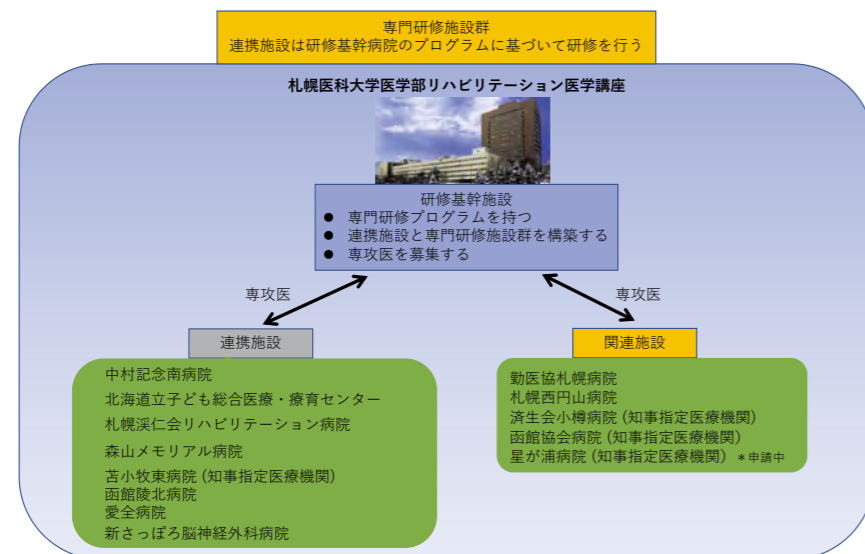 専門研修施設群
連携施設は研修基幹病院のプログラムに基づいて研修を行う
札幌医科大学医学部リハビリテーション医学講座
研修基幹施設
● 専門研修プログラムを持つ
● 連携施設と専門研修施設群を構築する
● 専攻医を募集する
専攻医
専攻医
連携施設
中村記念南病院
北海道立子ども総合医療・療育センター
札幌渓仁会リハビリテーション病院
森山メモリアル病院
苫小牧東病院 (知事指定医療機関)
函館陵北病院
愛全病院
新さっぽろ脳神経外科病院
関連施設
勤医協札幌病院
札幌西円山病院
済生会小樽病院 (知事指定医療機関)
函館協会病院 (知事指定医療機関)
星が浦病院 (知事指定医療機関) *申請中